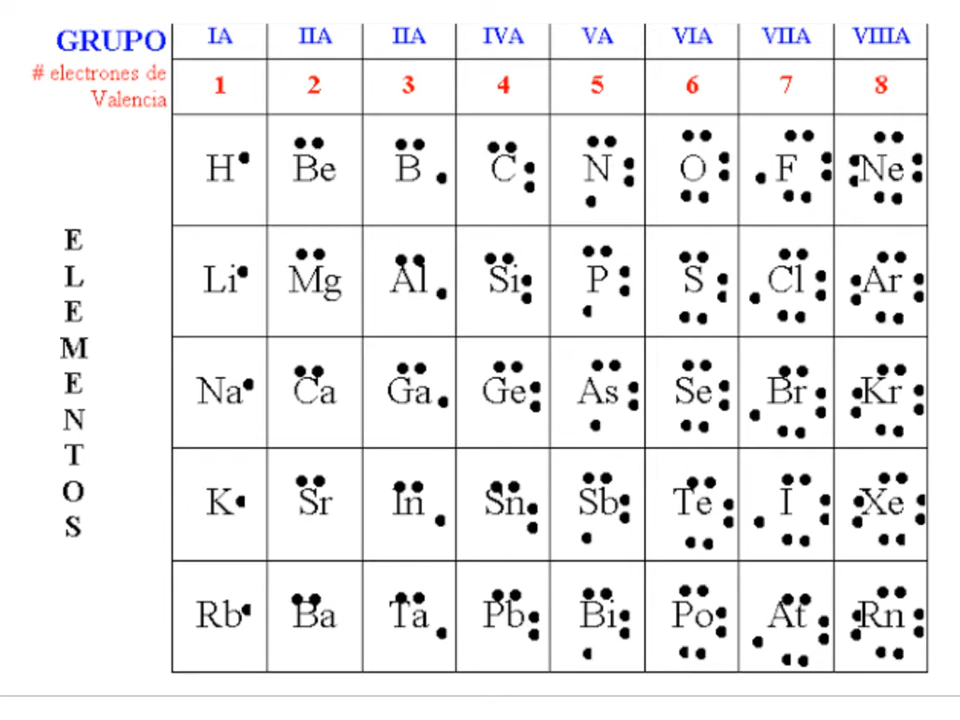 GRUPO IA IIA IIA IVA VA VIA VIIA VIIIA
# electrones de
Valencia 1 2 3 4 5 6 7 8
H Be B C N O F Ne
Li Mg Al Si P S Cl Ar
Na Ca Ga Ge As Se Br Kr
K Sr In Sn Sb Te I Xe
Rb Ba Ta Pb Bi Po At Rn
ELEMENTOS